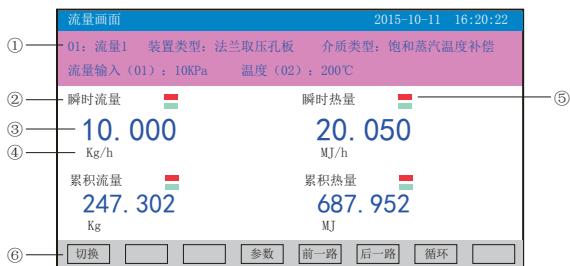 流量画面 2015-10-11 16:20:22
① 01：流量1 装置类型：法兰取压孔板 介质类型：饱和蒸汽温度补偿
流量输入（01）：10KPa 温度（02）：200℃
② 瞬时流量 瞬时热量 ⑤
③ 10.000 20.050
④ Kg/h MJ/h
累积流量 累积热量
247.302 687.952
Kg MJ
⑥ 切换 参数 前一路 后一路 循环